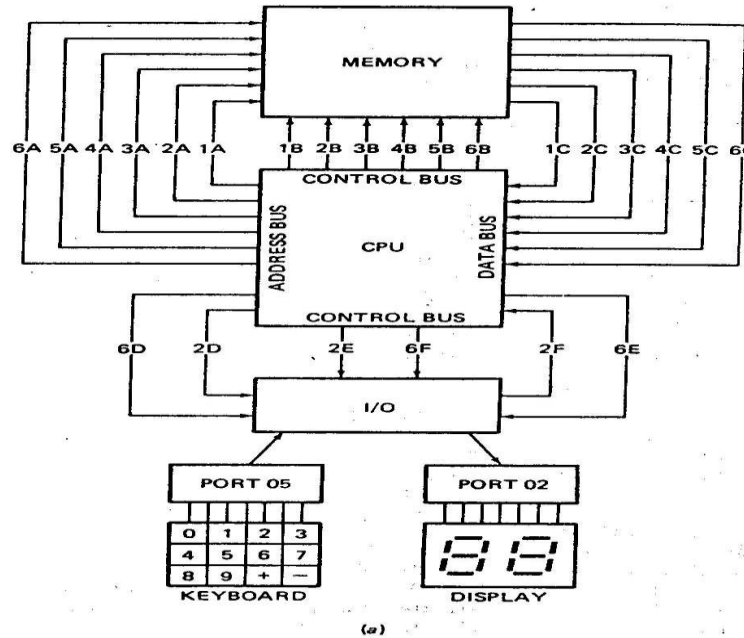 MEMORY
6A 5A 4A 3A 2A 1A 1B 2B 3B 4B 5B 6B 1C 2C 3C 4C 5C 6C
CONTROL BUS
ADDRESS BUS
CPU
DATA BUS
CONTROL BUS
6D 2D 2E 6F 2F 6E
I/O
PORT 05
PORT 02
0 1 2 3
4 5 6 7
8 9 + −
88
KEYBOARD
DISPLAY
(a)